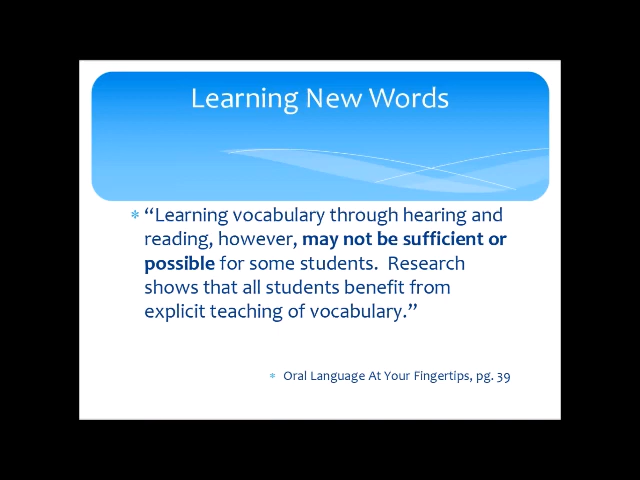 Learning New Words
* “Learning vocabulary through hearing and
reading, however, may not be sufficient or
possible for some students. Research
shows that all students benefit from
explicit teaching of vocabulary.”
* Oral Language At Your Fingertips, pg. 39